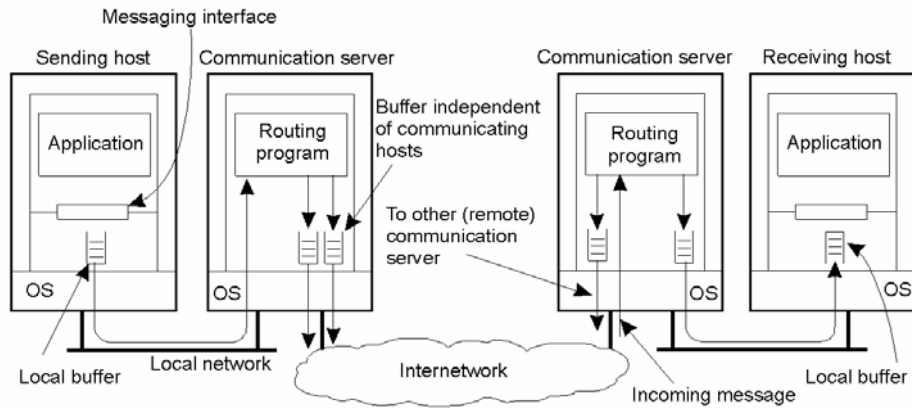 Messaging interface
Sending host
Communication server
Communication server
Receiving host
Application
Routing
program
Buffer independent
of communicating
hosts
Routing
program
Application
To other (remote)
communication
server
OS
OS
OS
OS
Local network
Local buffer
Internetwork
Incoming message
Local buffer